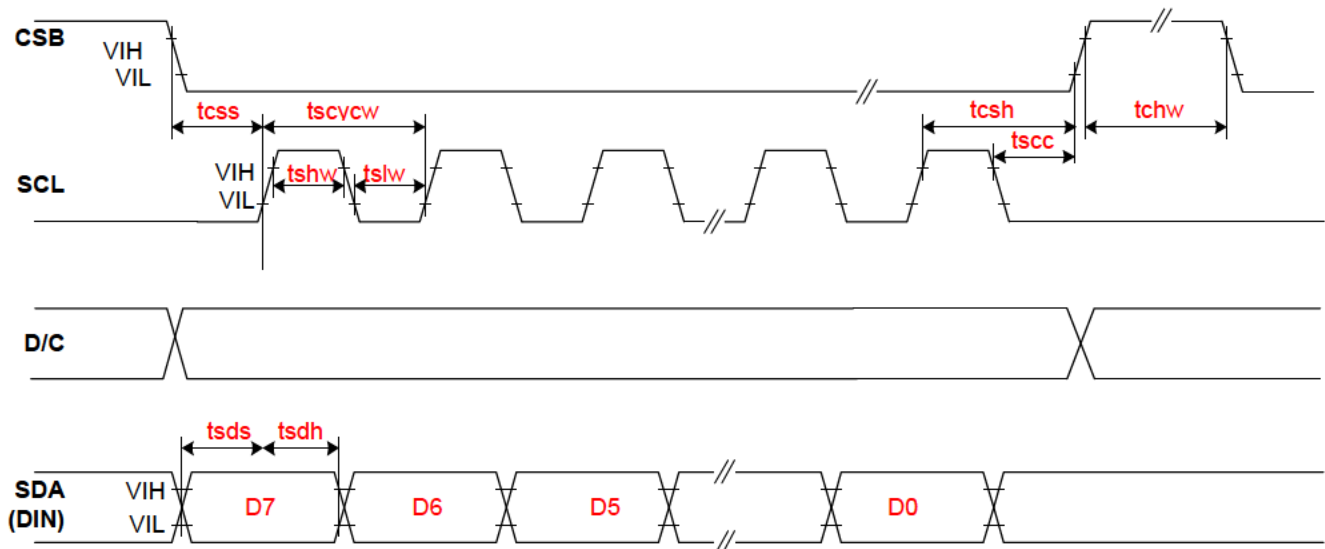 CSB
VIH
VIL
tcss
tscycw
tcsh
tchw
tscc
SCL
VIH
VIL
tshw
tslw
D/C
tsds
tsdh
SDA
(DIN)
VIH
VIL
D7
D6
D5
D0